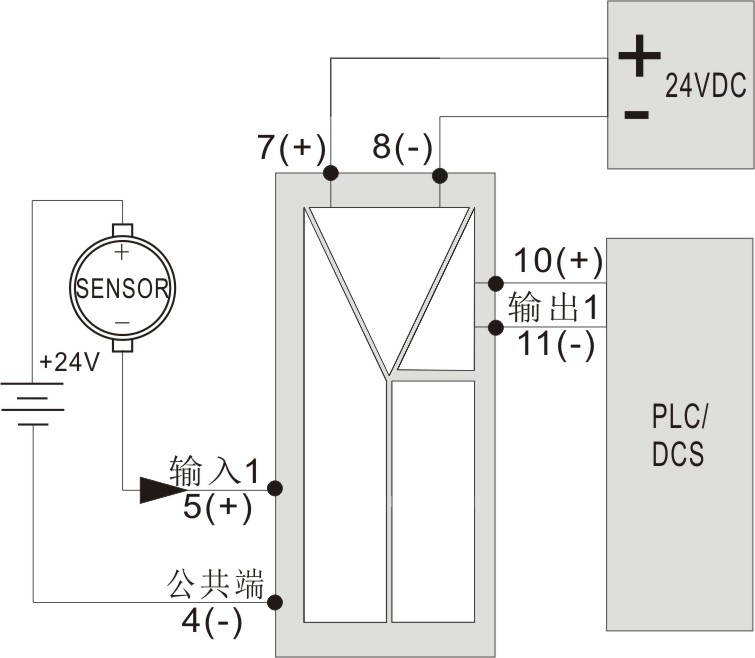 +
24VDC
-
7(+)
8(-)
+
SENSOR
-
+24V
10(+)
输出1
11(-)
PLC/
DCS
输入1
5(+)
公共端
4(-)